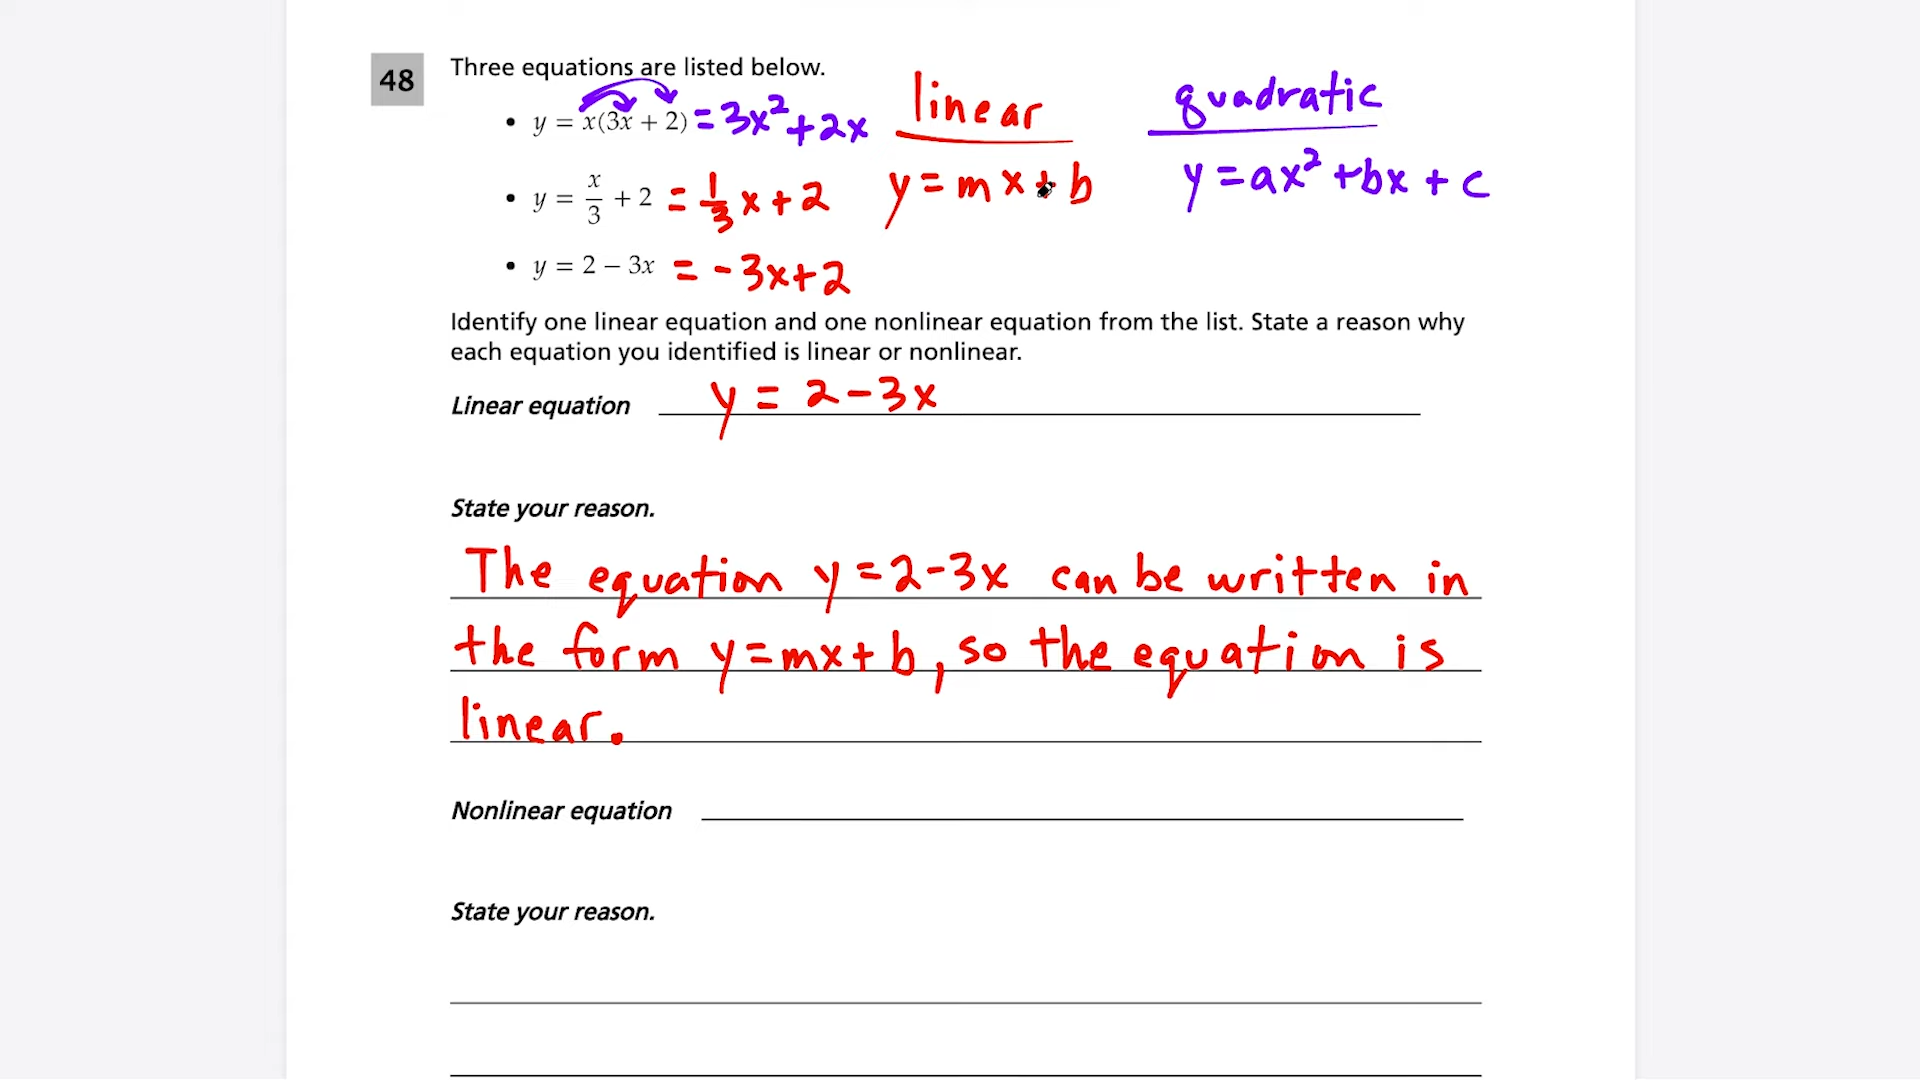 48
Three equations are listed below.
• y = x(3x + 2) = 3x² + 2x
linear
quadratic
• y = x/3 + 2 = 1/3 x + 2
y = mx + b
y = ax² + bx + c
• y = 2 – 3x = -3x + 2
Identify one linear equation and one nonlinear equation from the list. State a reason why
each equation you identified is linear or nonlinear.
Linear equation y = 2 - 3x
State your reason.
The equation y = 2 - 3x can be written in
the form y = mx + b, so the equation is
linear.
Nonlinear equation
State your reason.